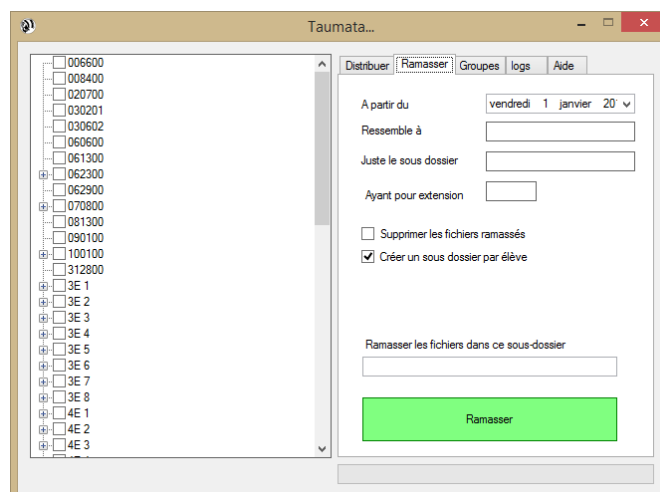 Taumata...
006600
008400
020700
030201
030602
060600
061300
062300
062900
070800
081300
090100
100100
312800
3E 1
3E 2
3E 3
3E 4
3E 5
3E 6
3E 7
3E 8
4E 1
4E 2
4E 3
Distribuer Ramasser Groupes logs Aide
A partir du vendredi 1 janvier 20
Ressemble à
Juste le sous dossier
Ayant pour extension
Supprimer les fichiers ramassés
Créer un sous dossier par élève
Ramasser les fichiers dans ce sous-dossier
Ramasser